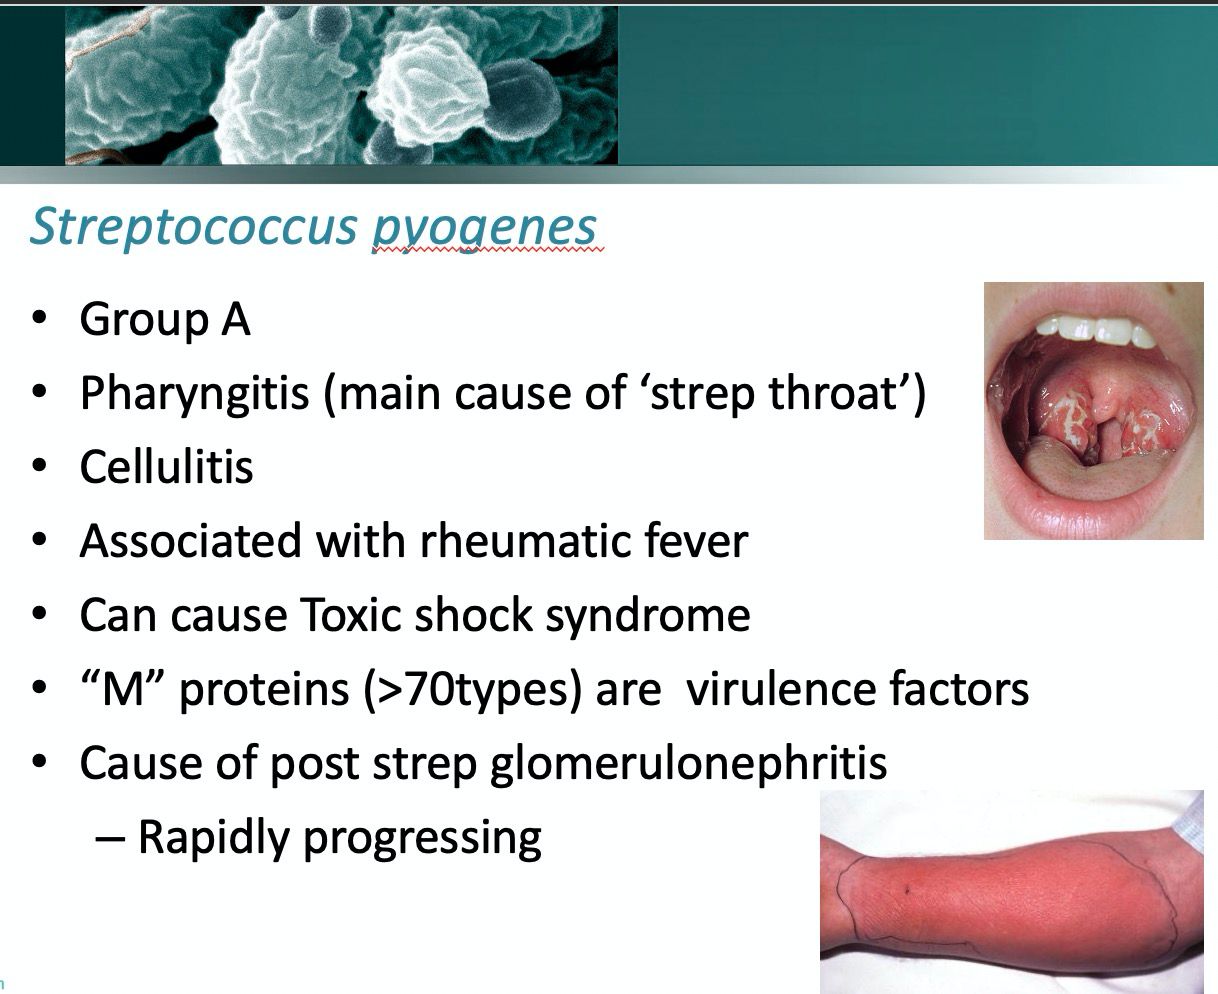 Streptococcus pyogenes
• Group A
• Pharyngitis (main cause of ‘strep throat’)
• Cellulitis
• Associated with rheumatic fever
• Can cause Toxic shock syndrome
• “M” proteins (>70types) are  virulence factors
• Cause of post strep glomerulonephritis
– Rapidly progressing